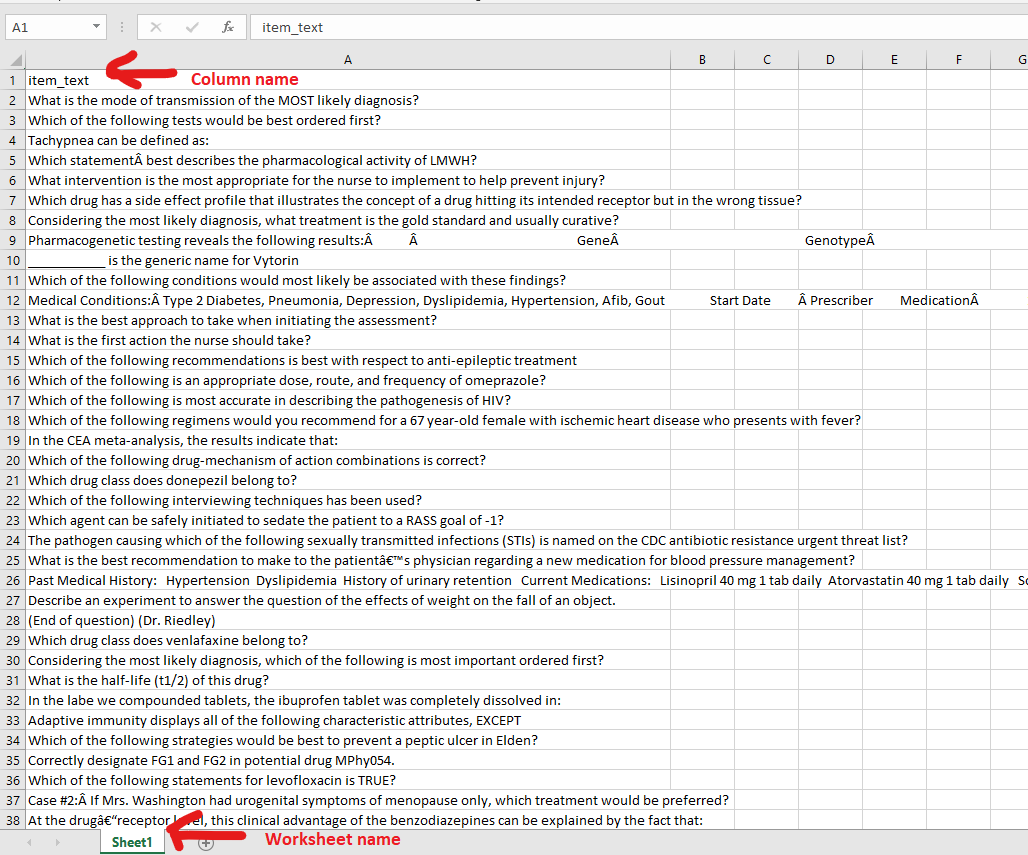 A1 fx item_text
A B C D E F G
1 item_text Column name
2 What is the mode of transmission of the MOST likely diagnosis?
3 Which of the following tests would be best ordered first?
4 Tachypnea can be defined as:
5 Which statementÂ best describes the pharmacological activity of LMWH?
6 What intervention is the most appropriate for the nurse to implement to help prevent injury?
7 Which drug has a side effect profile that illustrates the concept of a drug hitting its intended receptor but in the wrong tissue?
8 Considering the most likely diagnosis, what treatment is the gold standard and usually curative?
9 Pharmacogenetic testing reveals the following results:Â Â GeneÂ GenotypeÂ
10 ___________ is the generic name for Vytorin
11 Which of the following conditions would most likely be associated with these findings?
12 Medical Conditions:Â Type 2 Diabetes, Pneumonia, Depression, Dyslipidemia, Hypertension, Afib, Gout Start Date Â Prescriber MedicationÂ
13 What is the best approach to take when initiating the assessment?
14 What is the first action the nurse should take?
15 Which of the following recommendations is best with respect to anti-epileptic treatment
16 Which of the following is an appropriate dose, route, and frequency of omeprazole?
17 Which of the following is most accurate in describing the pathogenesis of HIV?
18 Which of the following regimens would you recommend for a 67 year-old female with ischemic heart disease who presents with fever?
19 In the CEA meta-analysis, the results indicate that:
20 Which of the following drug-mechanism of action combinations is correct?
21 Which drug class does donepezil belong to?
22 Which of the following interviewing techniques has been used?
23 Which agent can be safely initiated to sedate the patient to a RASS goal of -1?
24 The pathogen causing which of the following sexually transmitted infections (STIs) is named on the CDC antibiotic resistance urgent threat list?
25 What is the best recommendation to make to the patientâ€™s physician regarding a new medication for blood pressure management?
26 Past Medical History: Hypertension Dyslipidemia History of urinary retention Current Medications: Lisinopril 40 mg 1 tab daily Atorvastatin 40 mg 1 tab daily
27 Describe an experiment to answer the question of the effects of weight on the fall of an object.
28 (End of question) (Dr. Riedley)
29 Which drug class does venlafaxine belong to?
30 Considering the most likely diagnosis, which of the following is most important ordered first?
31 What is the half-life (t1/2) of this drug?
32 In the labe we compounded tablets, the ibuprofen tablet was completely dissolved in:
33 Adaptive immunity displays all of the following characteristic attributes, EXCEPT
34 Which of the following strategies would be best to prevent a peptic ulcer in Elden?
35 Correctly designate FG1 and FG2 in potential drug MPhy054.
36 Which of the following statements for levofloxacin is TRUE?
37 Case #2:Â If Mrs. Washington had urogenital symptoms of menopause only, which treatment would be preferred?
38 At the drugâ€“receptor level, this clinical advantage of the benzodiazepines can be explained by the fact that:
Sheet1 Worksheet name